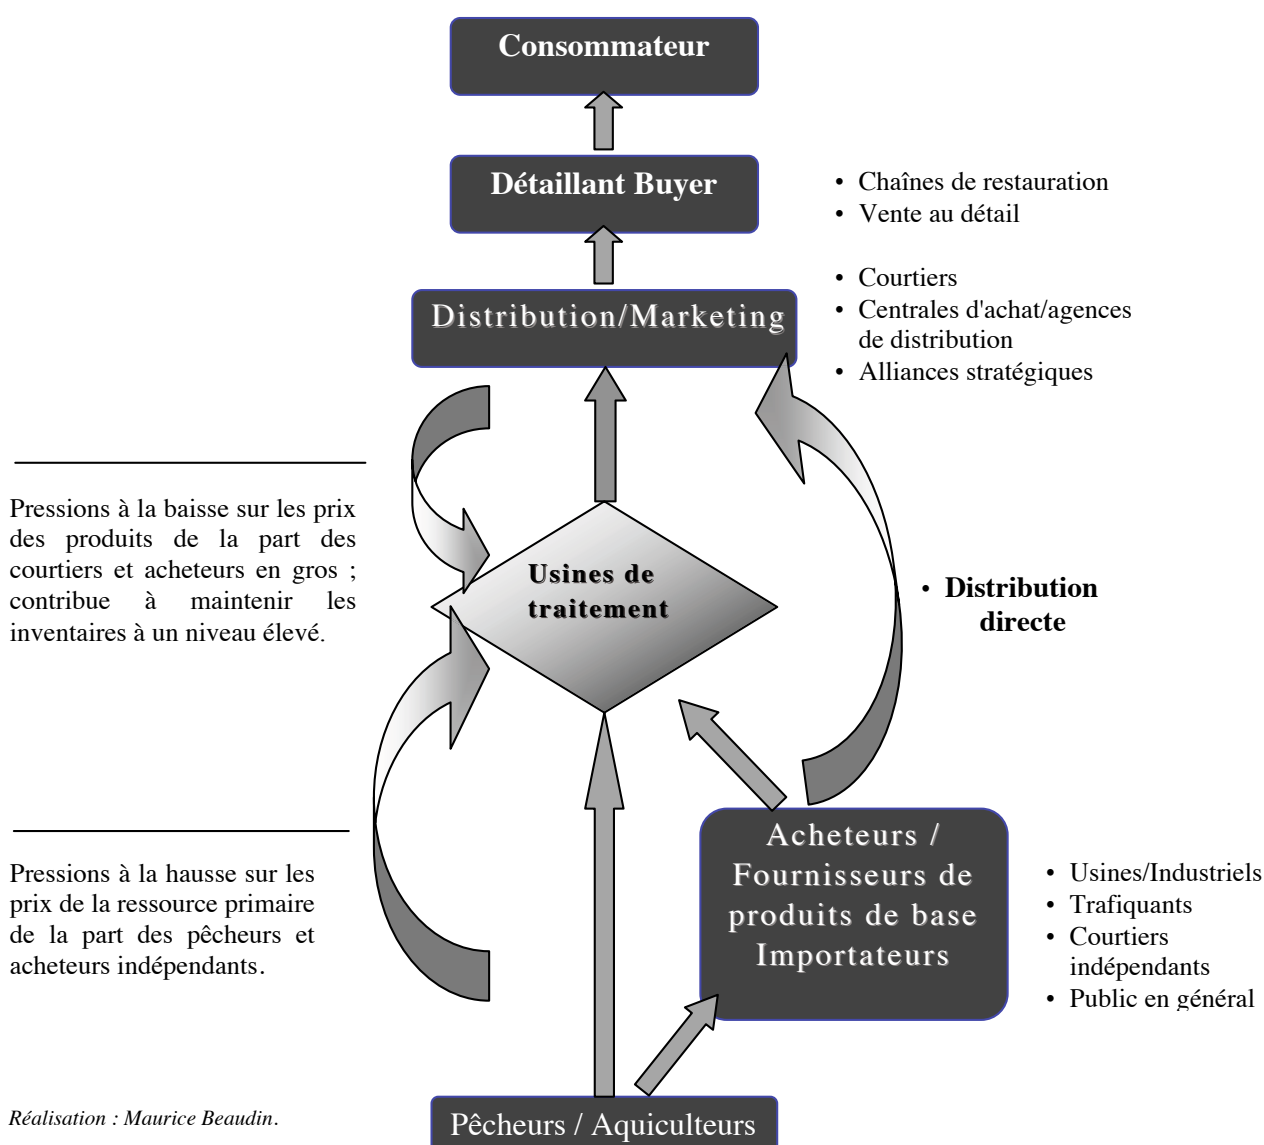 Consommateur
Détaillant Buyer
• Chaînes de restauration
• Vente au détail
Distribution/Marketing
• Courtiers
• Centrales d'achat/agences
de distribution
• Alliances stratégiques
Pressions à la baisse sur les prix
des produits de la part des
courtiers et acheteurs en gros ;
contribue à maintenir les
inventaires à un niveau élevé.
Usines de
traitement
• Distribution
directe
Pressions à la hausse sur les
prix de la ressource primaire
de la part des pêcheurs et
acheteurs indépendants.
Acheteurs /
Fournisseurs de
produits de base
Importateurs
• Usines/Industriels
• Trafiquants
• Courtiers
indépendants
• Public en général
Réalisation : Maurice Beaudin.
Pêcheurs / Aquiculteurs